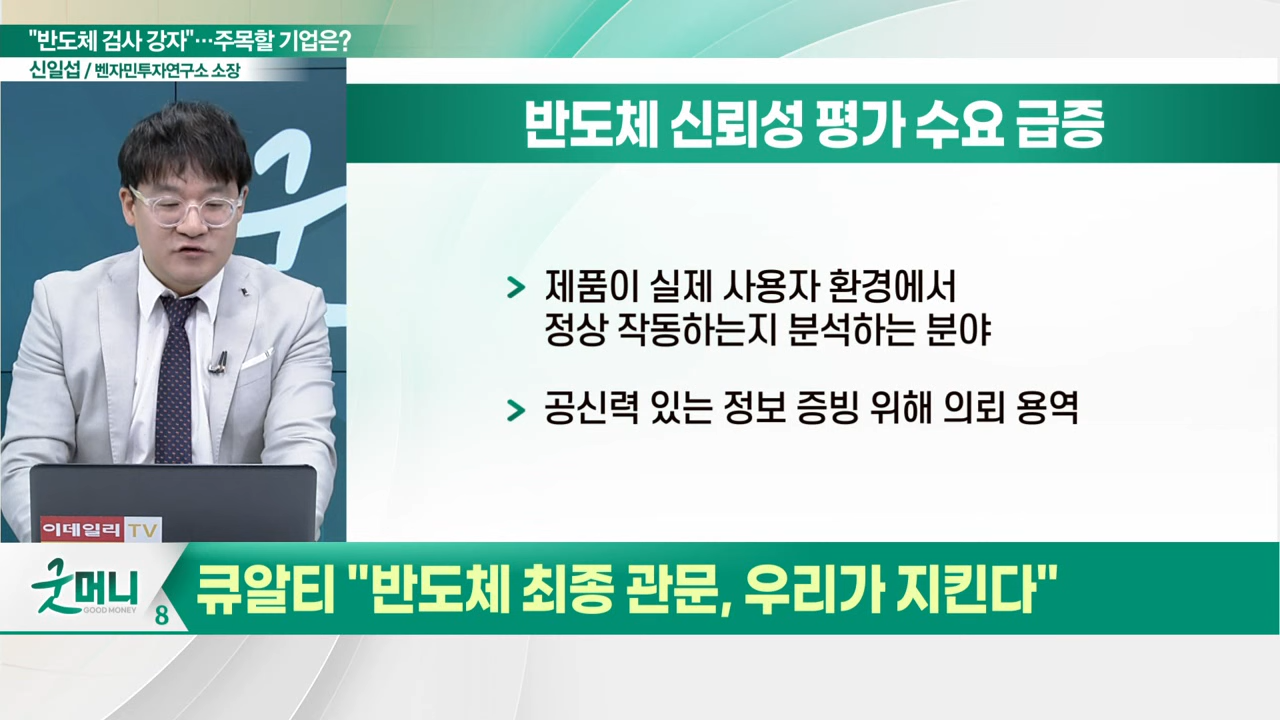 "반도체 검사 강자"…주목할 기업은?
신일섭 / 벤자민투자연구소 소장
반도체 신뢰성 평가 수요 급증
> 제품이 실제 사용자 환경에서
정상 작동하는지 분석하는 분야
> 공신력 있는 정보 증빙 위해 의뢰 용역
이데일리 TV
굿머니
GOOD MONEY
8
큐알티 "반도체 최종 관문, 우리가 지킨다"